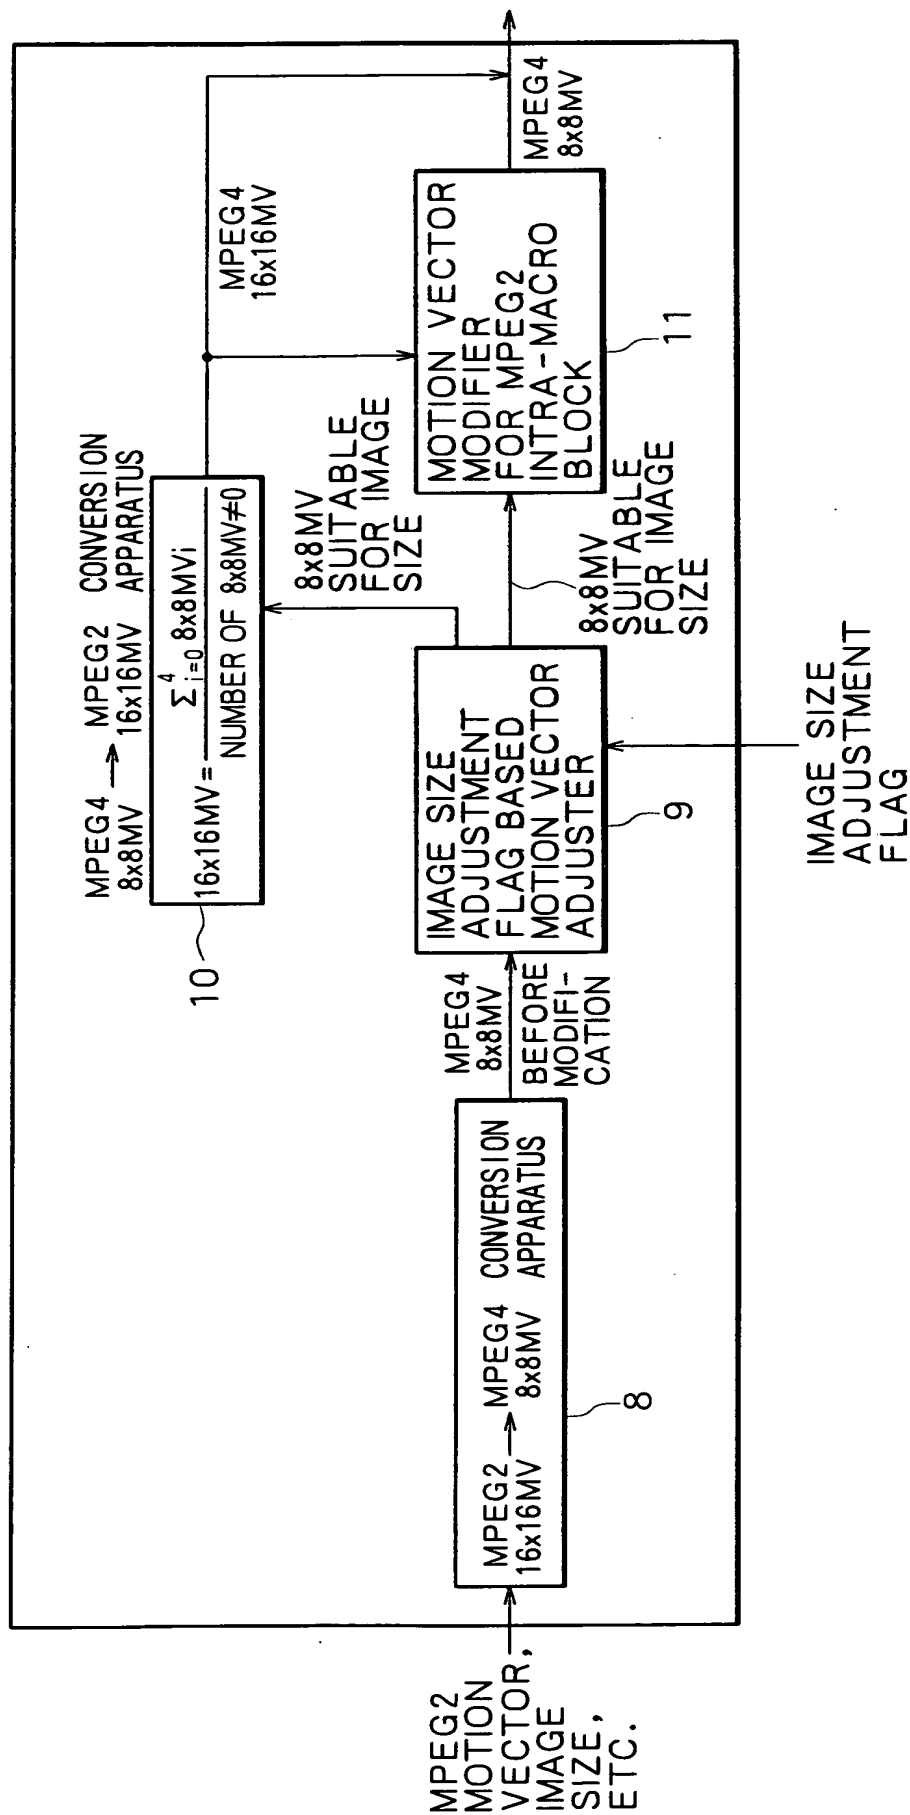 MPEG2
MOTION
VECTOR,
IMAGE
SIZE,
ETC.
MPEG2 → MPEG4 CONVERSION
16x16MV 8x8MV APPARATUS
8
MPEG4
8x8MV
BEFORE
MODIFI-
CATION
IMAGE SIZE
ADJUSTMENT
FLAG BASED
MOTION VECTOR
ADJUSTER
9
IMAGE SIZE
ADJUSTMENT
FLAG
MPEG4 → MPEG2 CONVERSION
8x8MV 16x16MV APPARATUS
16x16MV = Σ⁴i=0 8x8MVi
NUMBER OF 8x8MV≠0
10
8x8MV
SUITABLE
FOR IMAGE
SIZE
8x8MV
SUITABLE
FOR IMAGE
SIZE
MOTION VECTOR
MODIFIER
FOR MPEG2
INTRA-MACRO
BLOCK
11
MPEG4
16x16MV
MPEG4
8x8MV